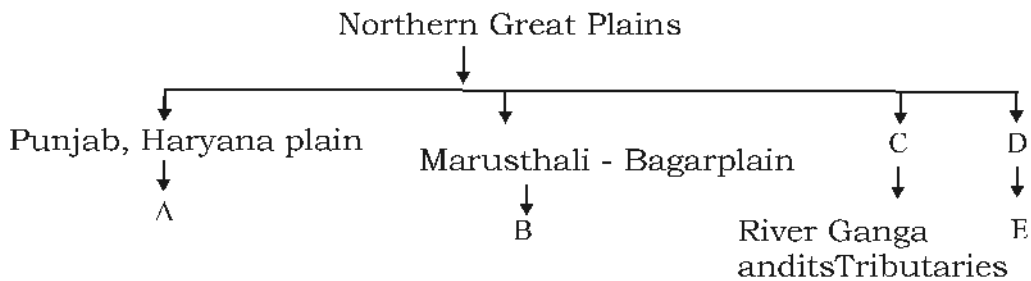 Northern Great Plains
Punjab, Haryana plain
Marusthali - Bagarplain
C
D
A
B
River Ganga
anditsTributaries
E